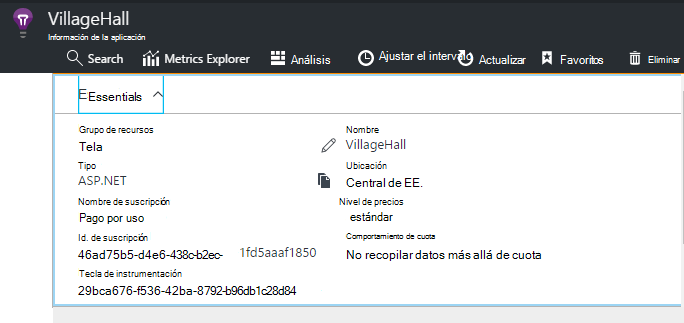 VillageHall
Información de la aplicación
Search Metrics Explorer Análisis Ajustar el intervalo Actualizar Favoritos Eliminar
EEssentials
Grupo de recursos Nombre
Tela VillageHall
Tipo Ubicación
ASP.NET Central de EE.
Nombre de suscripción Nivel de precios
Pago por uso estándar
Id. de suscripción Comportamiento de cuota
46ad75b5-d4e6-438c-b2ec- 1fd5aaaf1850 No recopilar datos más allá de cuota
Tecla de instrumentación
29bca676-f536-42ba-8792-b96db1c28d84